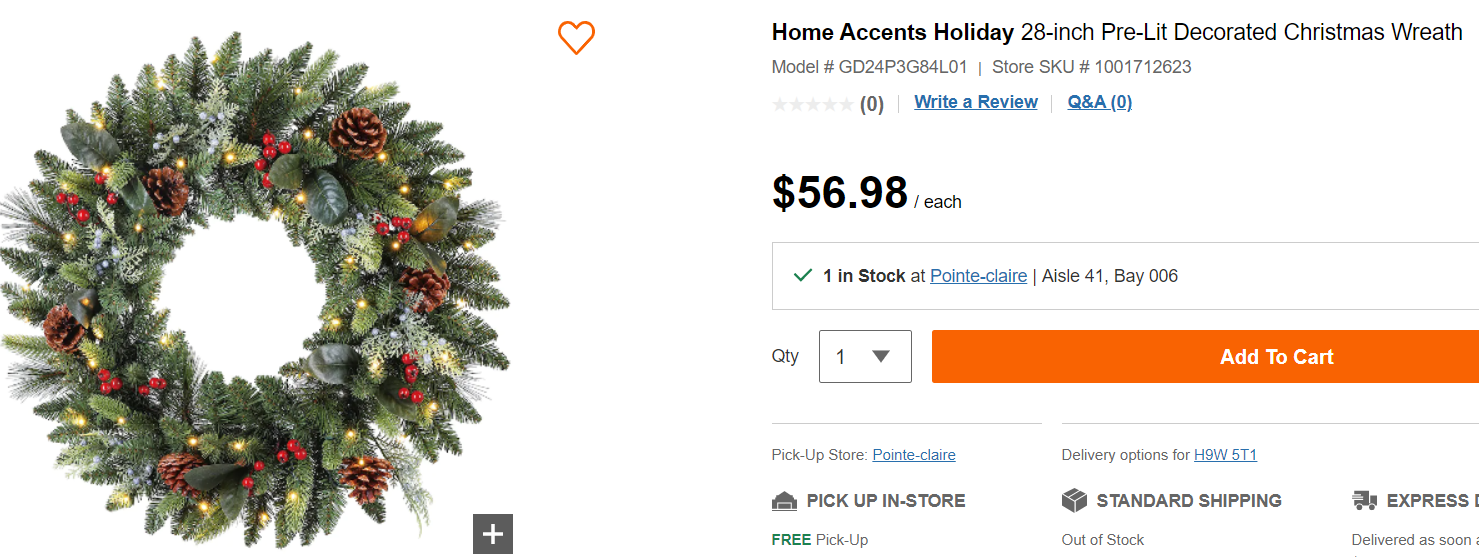 Home Accents Holiday 28-inch Pre-Lit Decorated Christmas Wreath
Model # GD24P3G84L01 | Store SKU # 1001712623
(0) | Write a Review | Q&A (0)
$56.98 / each
1 in Stock at Pointe-claire | Aisle 41, Bay 006
Qty 1 Add To Cart
Pick-Up Store: Pointe-claire
Delivery options for H9W 5T1
PICK UP IN-STORE
STANDARD SHIPPING
EXPRESS D
FREE Pick-Up
Out of Stock
Delivered as soon a